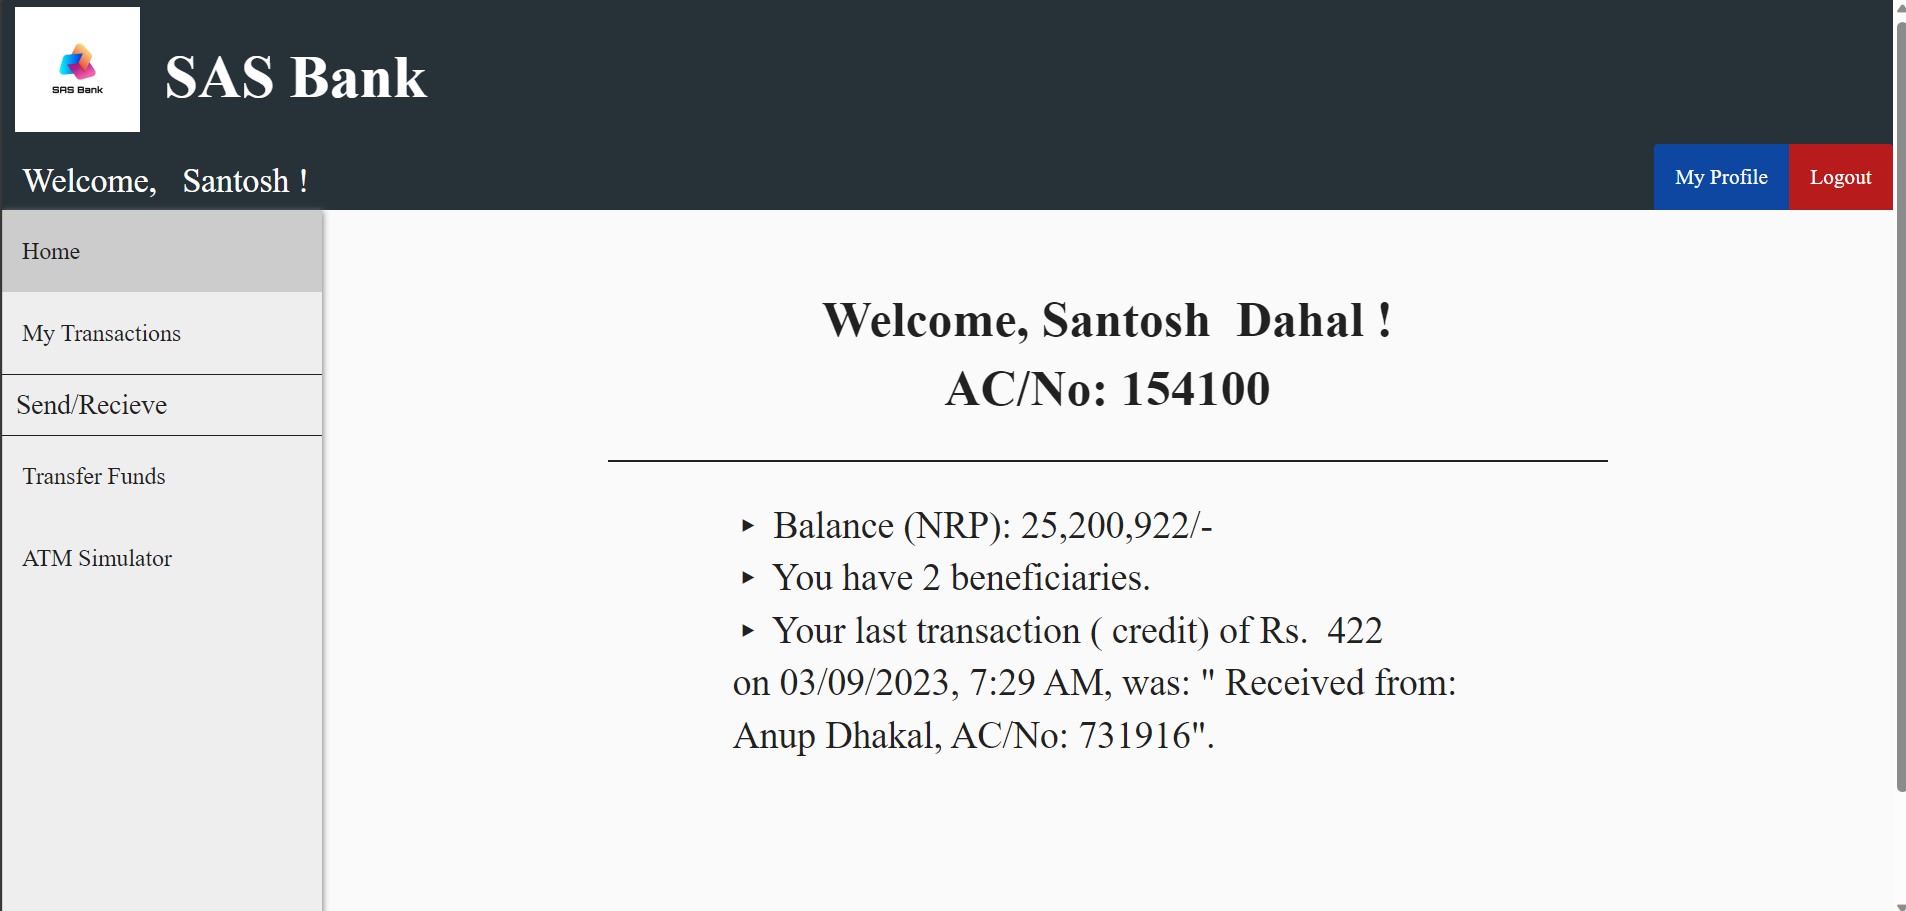 SAS Bank
SAS Bank
Welcome, Santosh !
My Profile
Logout
Home
My Transactions
Send/Recieve
Transfer Funds
ATM Simulator
Welcome, Santosh Dahal !
AC/No: 154100
‣ Balance (NRP): 25,200,922/-
‣ You have 2 beneficiaries.
‣ Your last transaction ( credit) of Rs. 422
on 03/09/2023, 7:29 AM, was: " Received from:
Anup Dhakal, AC/No: 731916".